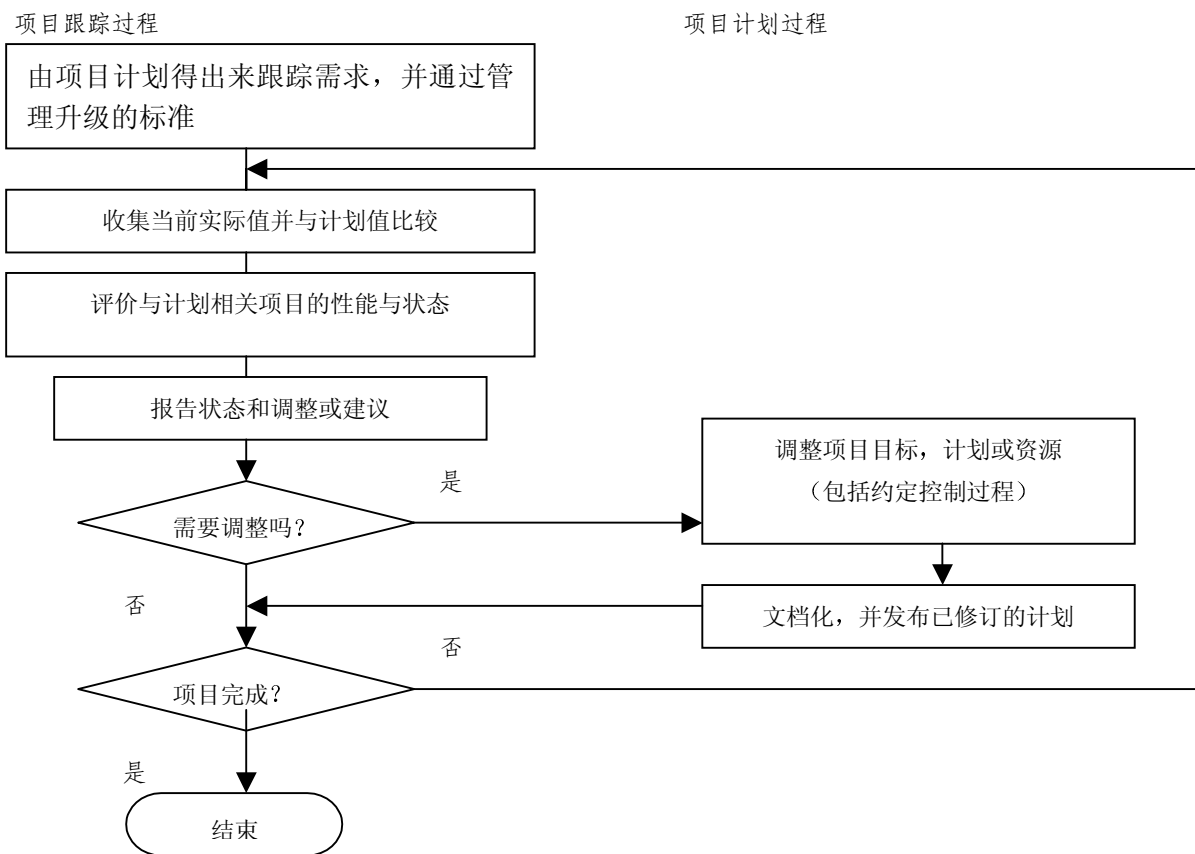 项目跟踪过程
项目计划过程
由项目计划得出来跟踪需求，并通过管
理升级的标准
收集当前实际值并与计划值比较
评价与计划相关项目的性能与状态
报告状态和调整或建议
是
调整项目目标，计划或资源
（包括约定控制过程）
需要调整吗？
否
文档化，并发布已修订的计划
否
项目完成？
是
结束